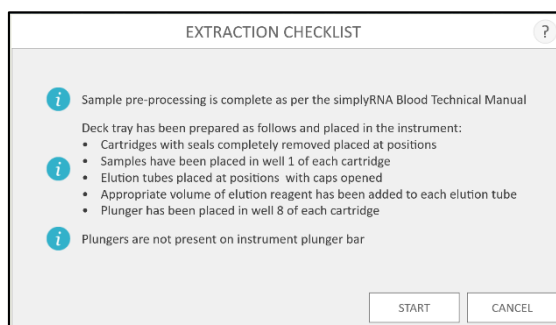 EXTRACTION CHECKLIST
?
i Sample pre-processing is complete as per the simplyRNA Blood Technical Manual
Deck tray has been prepared as follows and placed in the instrument:
• Cartridges with seals completely removed placed at positions
• Samples have been placed in well 1 of each cartridge
i
• Elution tubes placed at positions with caps opened
• Appropriate volume of elution reagent has been added to each elution tube
• Plunger has been placed in well 8 of each cartridge
i Plungers are not present on instrument plunger bar
START
CANCEL